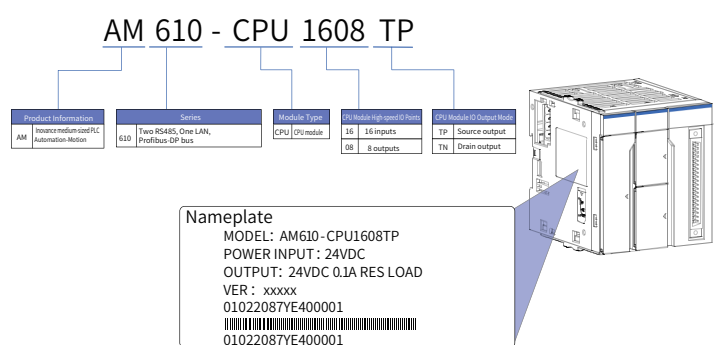 AM 610 - CPU 1608 TP
Product Information
AM
Inovance medium-sized PLC
Automation-Motion
Series
610
Two RS485, One LAN,
Profibus-DP bus
Module Type
CPU
CPU module
CPU Module High-speed IO Points
16
16 inputs
08
8 outputs
CPU Module IO Output Mode
TP
Source output
TN
Drain output
Nameplate
MODEL: AM610-CPU1608TP
POWER INPUT: 24VDC
OUTPUT: 24VDC 0.1A RES LOAD
VER: xxxxx
01022087YE400001
01022087YE400001